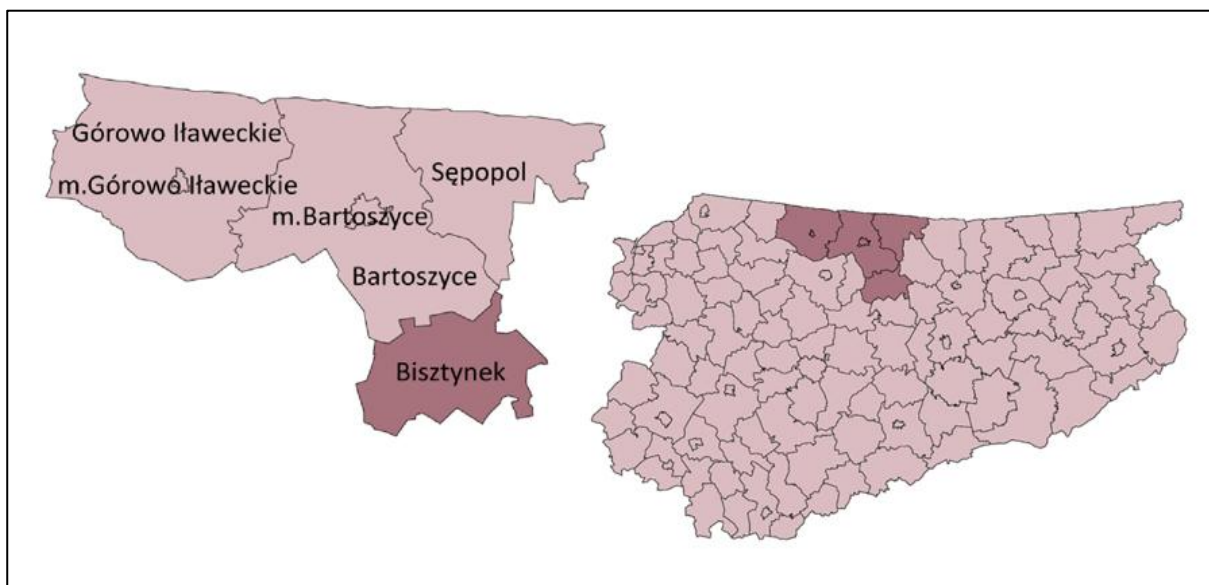 Górowo Iławeckie
m.Górowo Iławeckie
Sępopol
m.Bartoszyce
Bartoszyce
Bisztynek